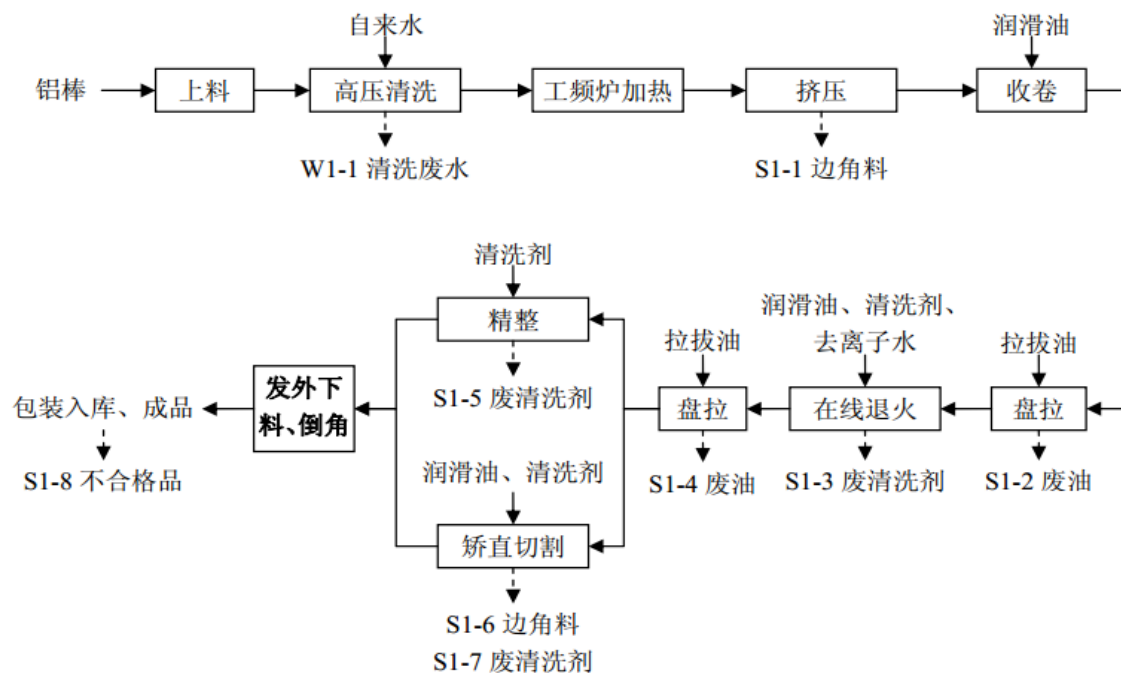 自来水
润滑油
铝棒
上料
高压清洗
工频炉加热
挤压
收卷
W1-1 清洗废水
S1-1 边角料
清洗剂
精整
S1-5 废清洗剂
润滑油、清洗剂、
去离子水
拉拔油
拉拔油
盘拉
在线退火
盘拉
S1-4 废油
S1-3 废清洗剂
S1-2 废油
发外下
料、倒角
包装入库、成品
S1-8 不合格品
润滑油、清洗剂
矫直切割
S1-6 边角料
S1-7 废清洗剂